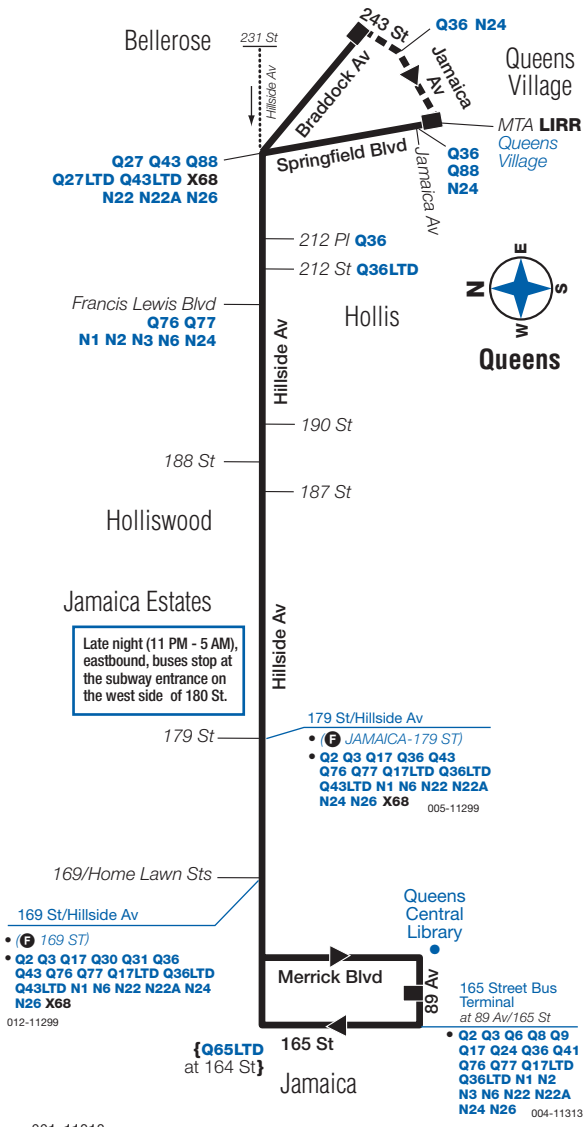 Bellerose
231 St
Hillside Av
243 St
Q36 N24
Jamaica
Av
Queens
Village
Braddock Av
Springfield Blvd
MTA LIRR
Queens
Village
Q27 Q43 Q88
Q27LTD Q43LTD X68
N22 N22A N26
Q36
Q88
N24
Jamaica Av
212 Pl Q36
212 St Q36LTD
Francis Lewis Blvd
Q76 Q77
N1 N2 N3 N6 N24
Hollis
N
E
S
W
Queens
Hillside Av
190 St
188 St
187 St
Holliswood
Jamaica Estates
Late night (11 PM - 5 AM),
eastbound, buses stop at
the subway entrance on
the west side of 180 St.
Hillside Av
179 St
179 St/Hillside Av
• (F JAMAICA-179 ST)
• Q2 Q3 Q17 Q36 Q43
Q76 Q77 Q17LTD Q36LTD
Q43LTD N1 N6 N22 N22A
N24 N26 X68
005-11299
169/Home Lawn Sts
169 St/Hillside Av
• (F 169 ST)
• Q2 Q3 Q17 Q30 Q31 Q36
Q43 Q76 Q77 Q17LTD Q36LTD
Q43LTD N1 N6 N22 N22A N24
N26 X68
012-11299
Queens
Central
Library
Merrick Blvd
89 Av
165 St
165 Street Bus
Terminal
at 89 Av/165 St
• Q2 Q3 Q6 Q8 Q9
Q17 Q24 Q36 Q41
Q76 Q77 Q17LTD
Q36LTD N1 N2
N3 N6 N22 N22A
N24 N26
004-11313
{Q65LTD
at 164 St}
Jamaica